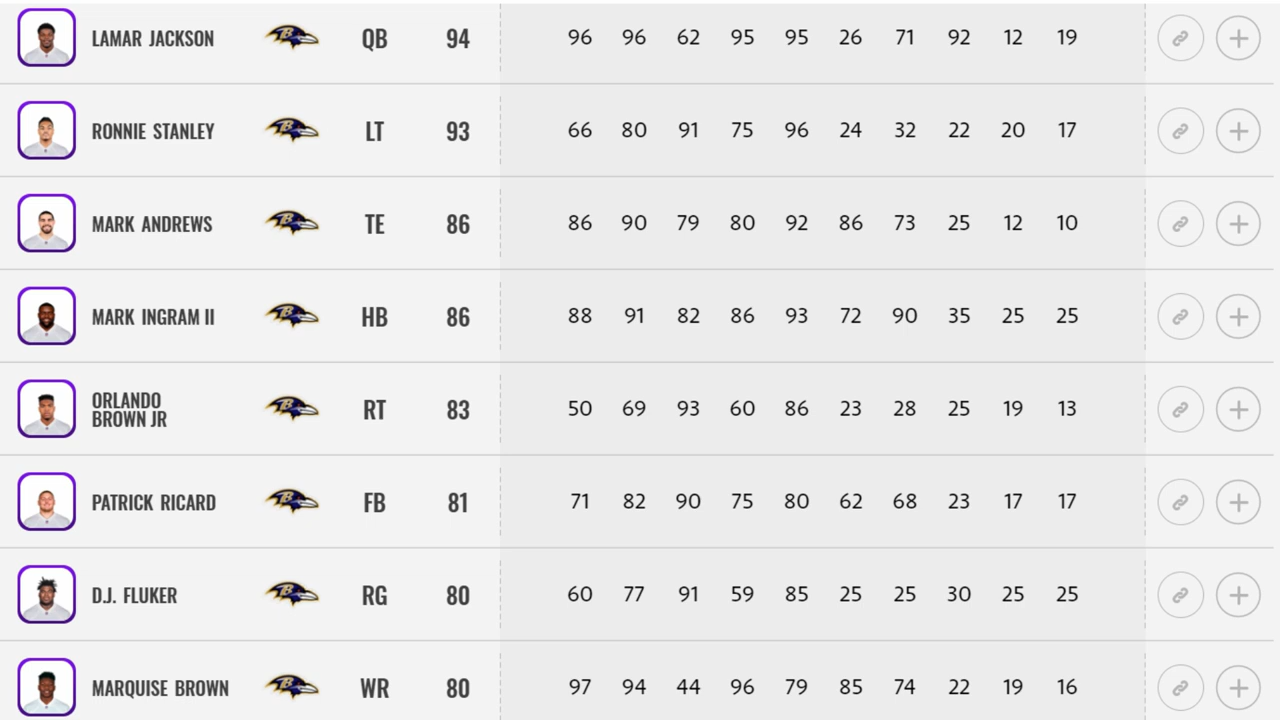 LAMAR JACKSON QB 94 96 96 62 95 95 26 71 92 12 19
RONNIE STANLEY LT 93 66 80 91 75 96 24 32 22 20 17
MARK ANDREWS TE 86 86 90 79 80 92 86 73 25 12 10
MARK INGRAM II HB 86 88 91 82 86 93 72 90 35 25 25
ORLANDO
BROWN JR RT 83 50 69 93 60 86 23 28 25 19 13
PATRICK RICARD FB 81 71 82 90 75 80 62 68 23 17 17
D.J. FLUKER RG 80 60 77 91 59 85 25 25 30 25 25
MARQUISE BROWN WR 80 97 94 44 96 79 85 74 22 19 16